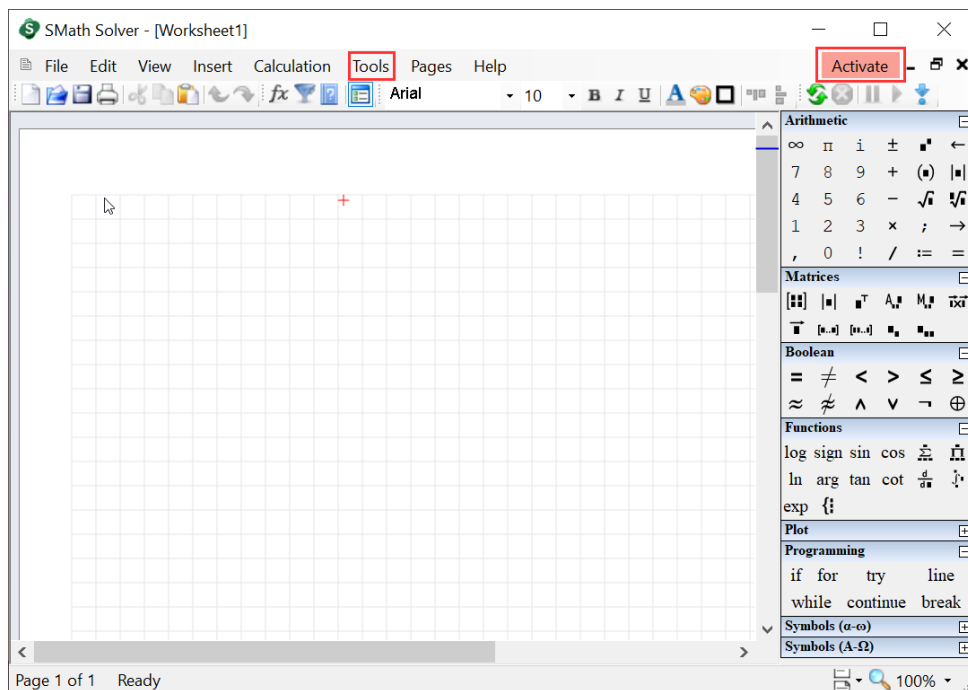 SMath Solver - [Worksheet1]
File Edit View Insert Calculation Tools Pages Help Activate
fx Arial 10 B I U A
Arithmetic
∞ π i ± ←
7 8 9 + (∎) |∎|
4 5 6 − √∎ ∎√∎
1 2 3 × ; →
, 0 ! / := =
Matrices
Boolean
= ≠ < > ≤ ≥
≈ ≉ ∧ ∨ ¬ ⊕
Functions
log sign sin cos
ln arg tan cot
exp
Plot
Programming
if for try line
while continue break
Symbols (α-ω)
Symbols (Α-Ω)
Page 1 of 1 Ready 100%